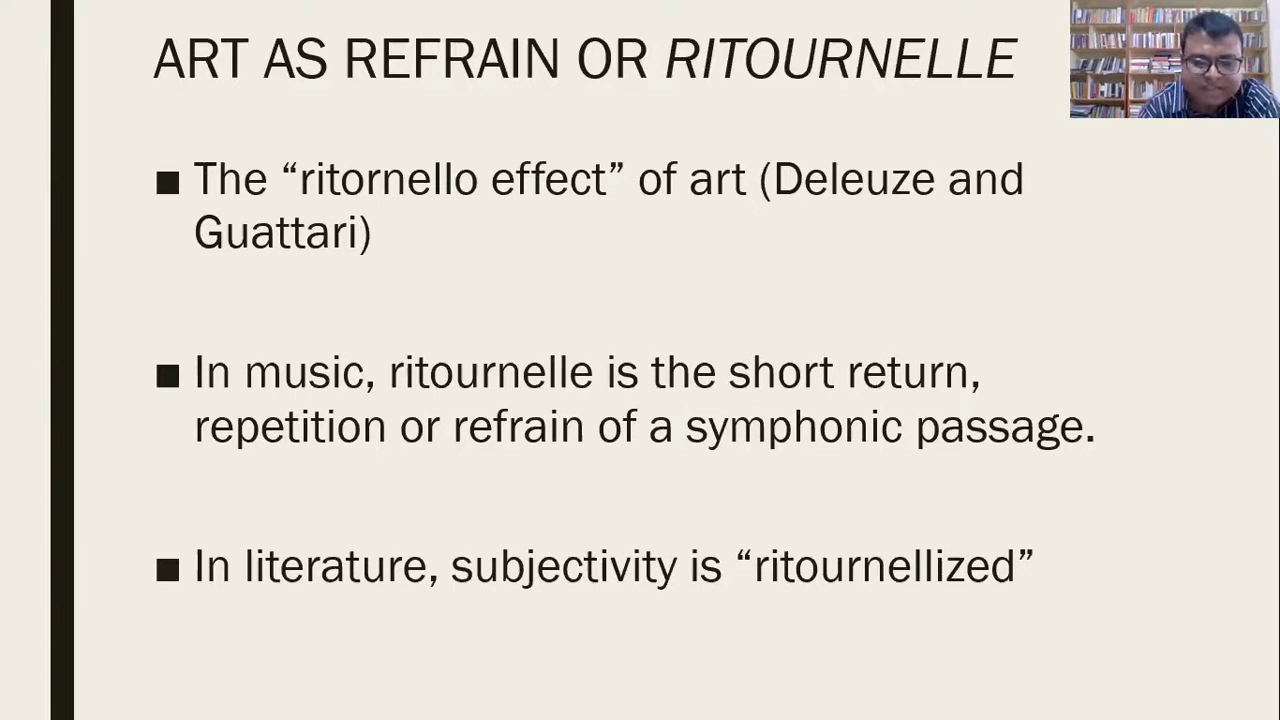 ART AS REFRAIN OR RITOURNELLE
■ The “ritornello effect” of art (Deleuze and
Guattari)
■ In music, ritournelle is the short return,
repetition or refrain of a symphonic passage.
■ In literature, subjectivity is “ritournellized”